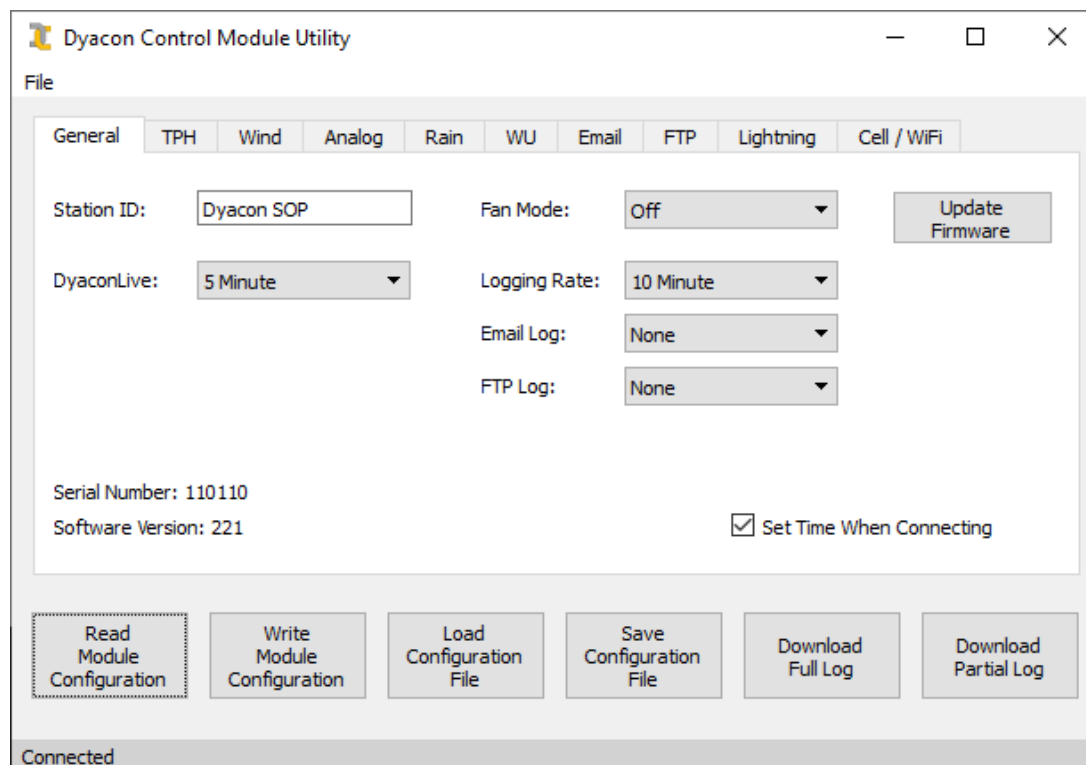 Dyacon Control Module Utility
File
General TPH Wind Analog Rain WU Email FTP Lightning Cell / WiFi
Station ID: Dyacon SOP Fan Mode: Off Update
Firmware
DyaconLive: 5 Minute Logging Rate: 10 Minute
Email Log: None
FTP Log: None
Serial Number: 110110
Software Version: 221 Set Time When Connecting
Read
Module
Configuration
Write
Module
Configuration
Load
Configuration
File
Save
Configuration
File
Download
Full Log
Download
Partial Log
Connected